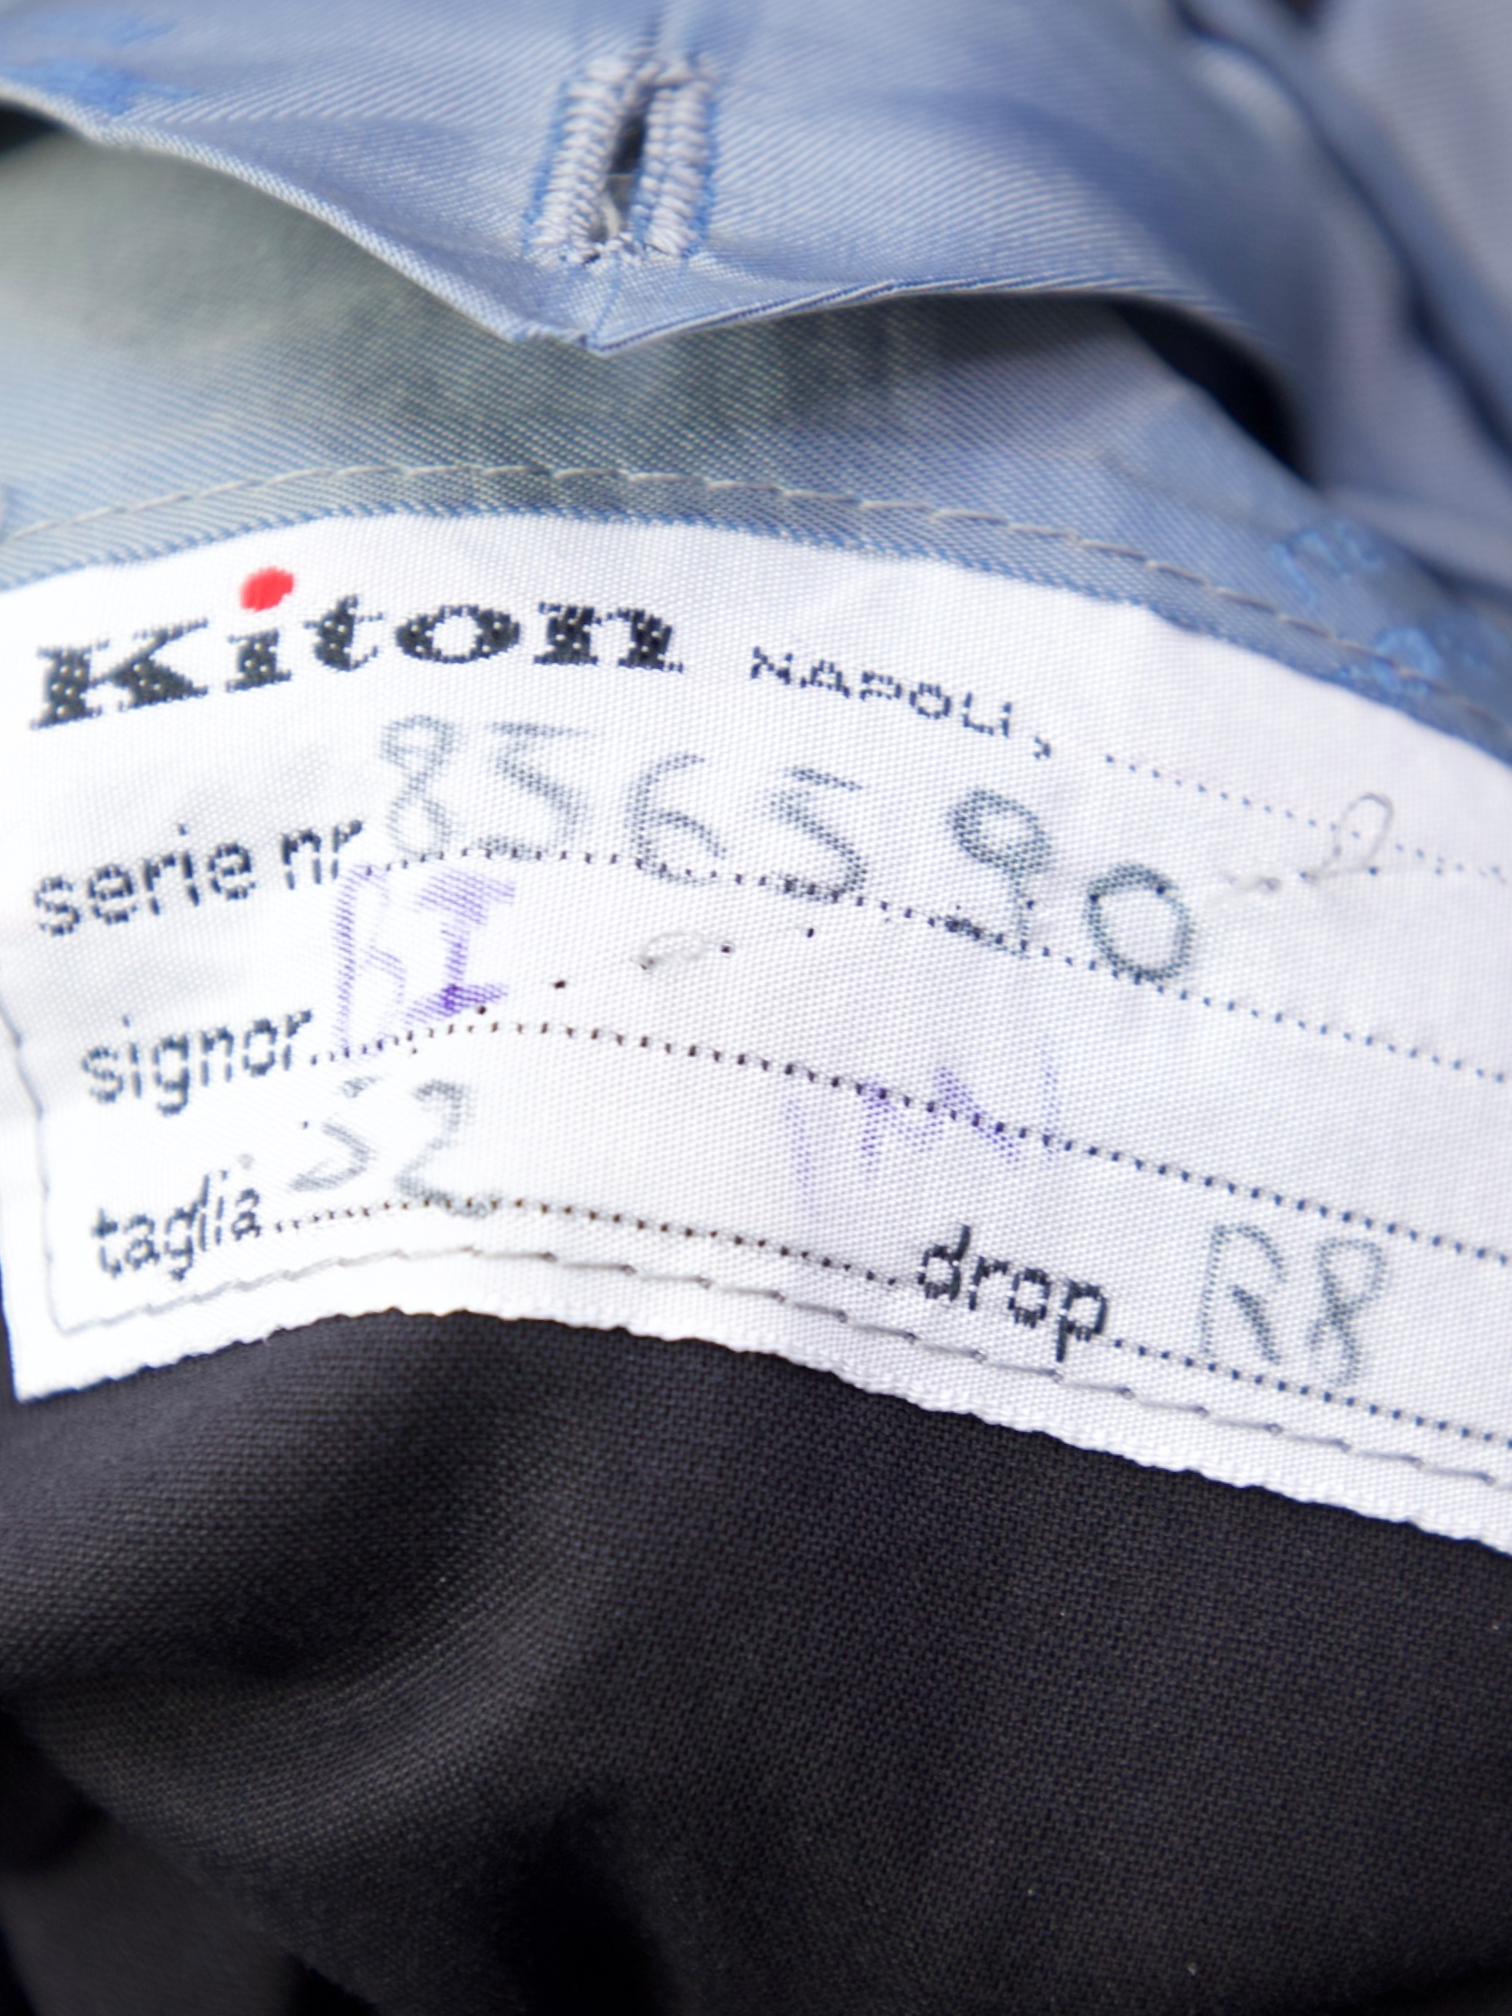 Kiton NAPOLI,
serie nr 856590
signor
taglia 52 drop R8